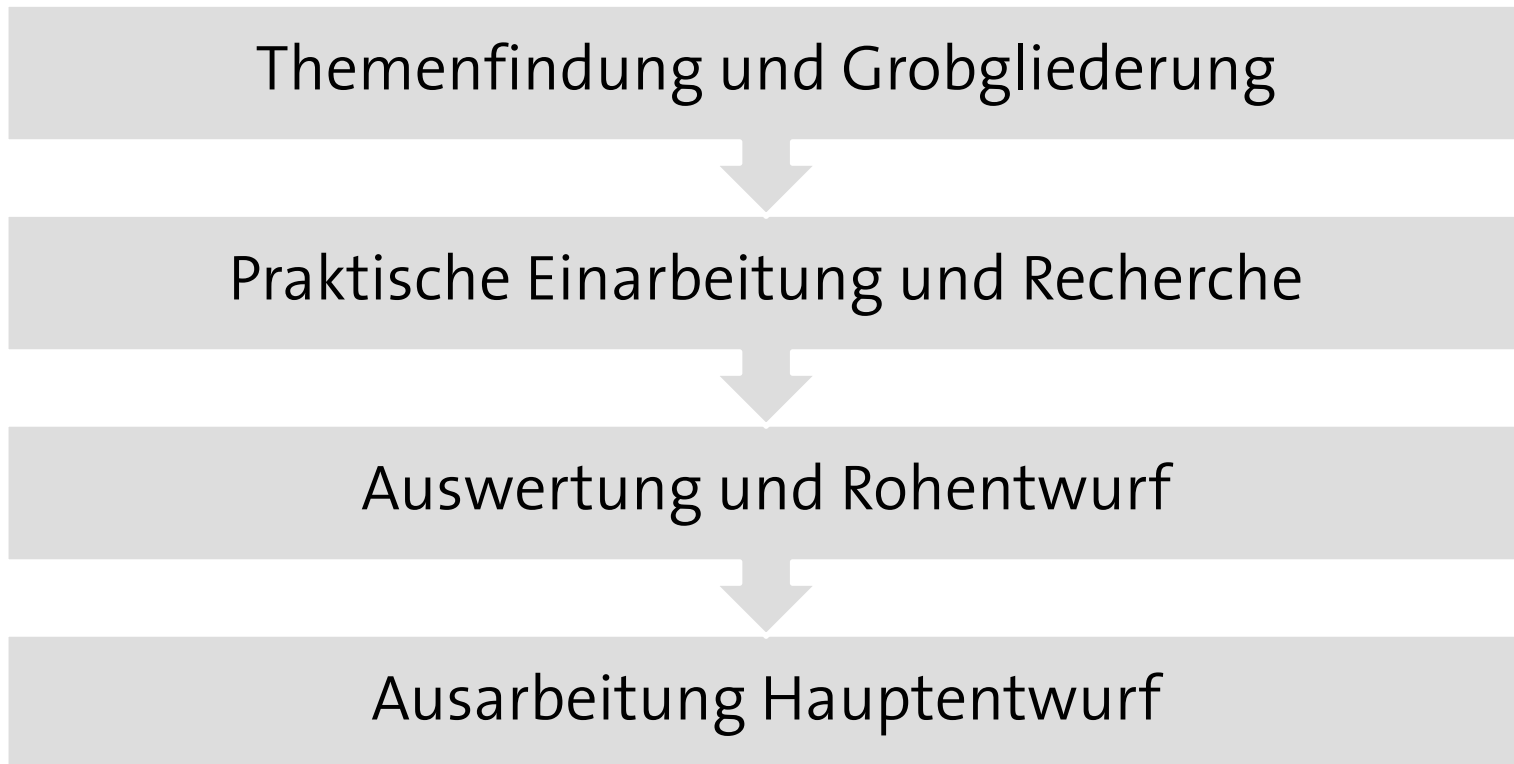 Themenfindung und Grobgliederung
Praktische Einarbeitung und Recherche
Auswertung und Rohentwurf
Ausarbeitung Hauptentwurf